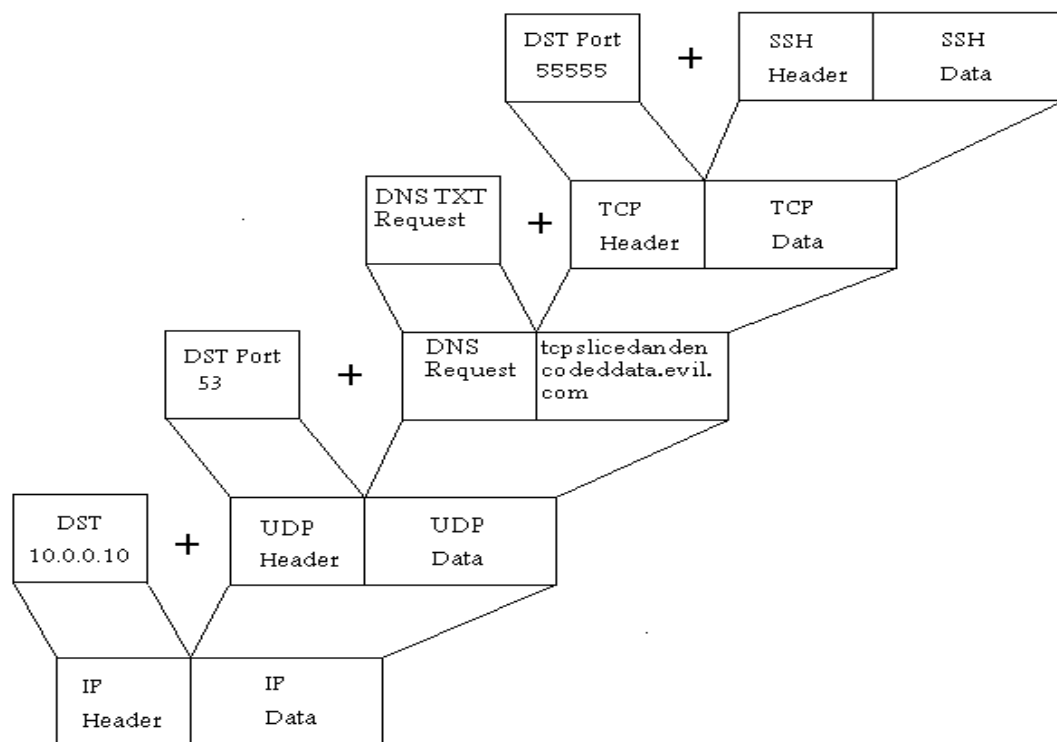 DST Port
55555
+
SSH
Header
SSH
Data
DNS TXT
Request
+
TCP
Header
TCP
Data
DST Port
53
+
DNS
Request
tcpslicedanden
codeddata.evil.
com
DST
10.0.0.10
+
UDP
Header
UDP
Data
IP
Header
IP
Data